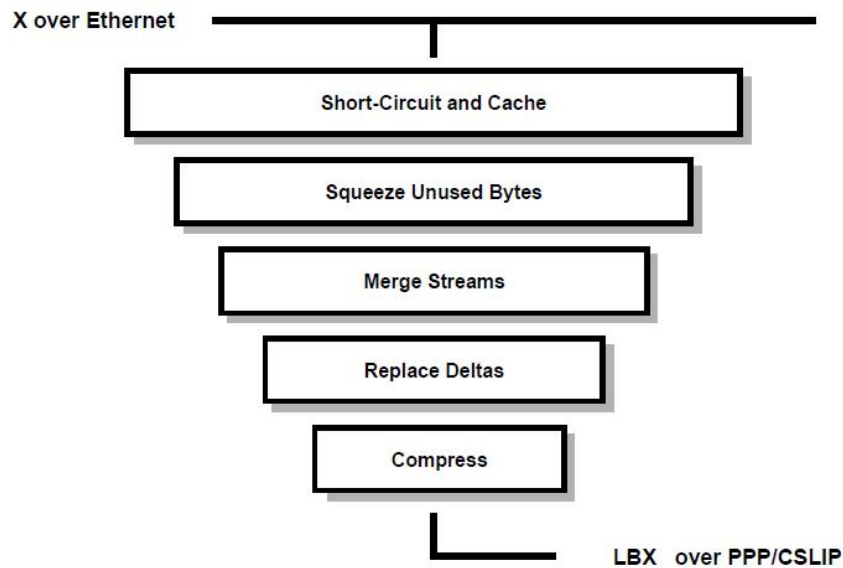 X over Ethernet
Short-Circuit and Cache
Squeeze Unused Bytes
Merge Streams
Replace Deltas
Compress
LBX over PPP/CSLIP